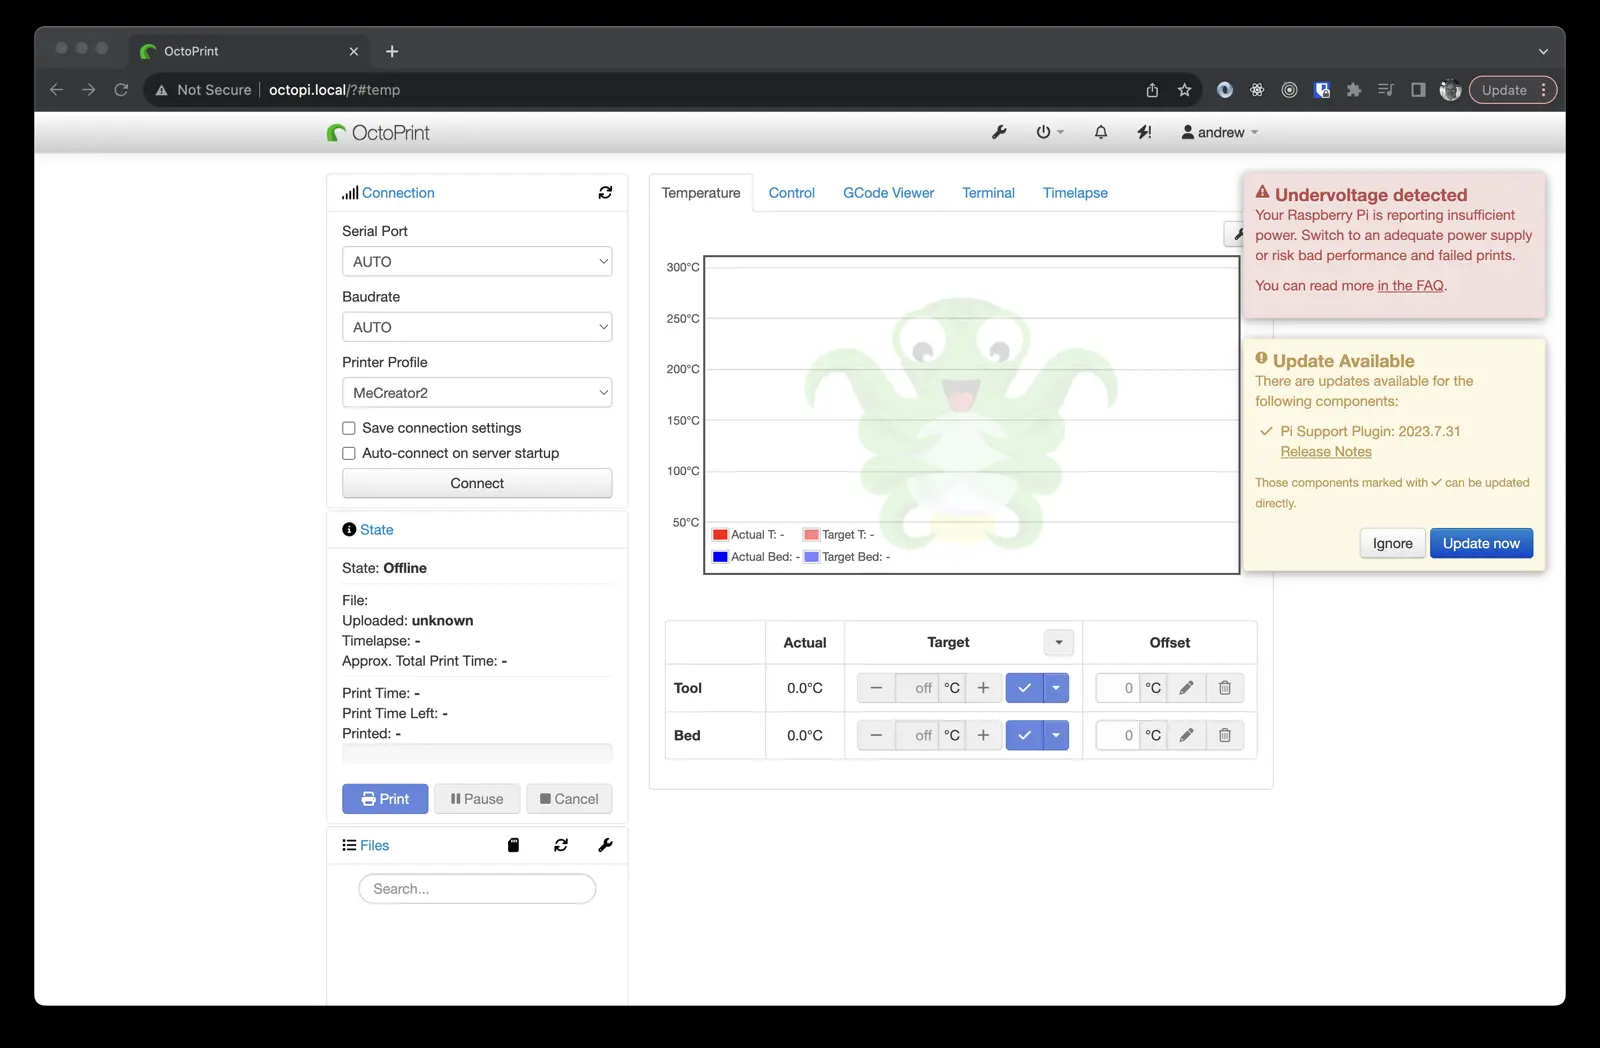 OctoPrint
Not Secure octopi.local/?#temp
Update
OctoPrint
andrew
Connection
Serial Port
AUTO
Baudrate
AUTO
Printer Profile
MeCreator2
Save connection settings
Auto-connect on server startup
Connect
State
State: Offline
File:
Uploaded: unknown
Timelapse: -
Approx. Total Print Time: -
Print Time: -
Print Time Left: -
Printed: -
Print Pause Cancel
Files
Search...
Temperature Control GCode Viewer Terminal Timelapse
300°C
250°C
200°C
150°C
100°C
50°C
Actual T: - Target T: -
Actual Bed: - Target Bed: -
Actual Target Offset
Tool 0.0°C off °C 0 °C
Bed 0.0°C off °C 0 °C
Undervoltage detected
Your Raspberry Pi is reporting insufficient
power. Switch to an adequate power supply
or risk bad performance and failed prints.
You can read more in the FAQ.
Update Available
There are updates available for the
following components:
Pi Support Plugin: 2023.7.31
Release Notes
Those components marked with ✓ can be updated
directly.
Ignore Update now